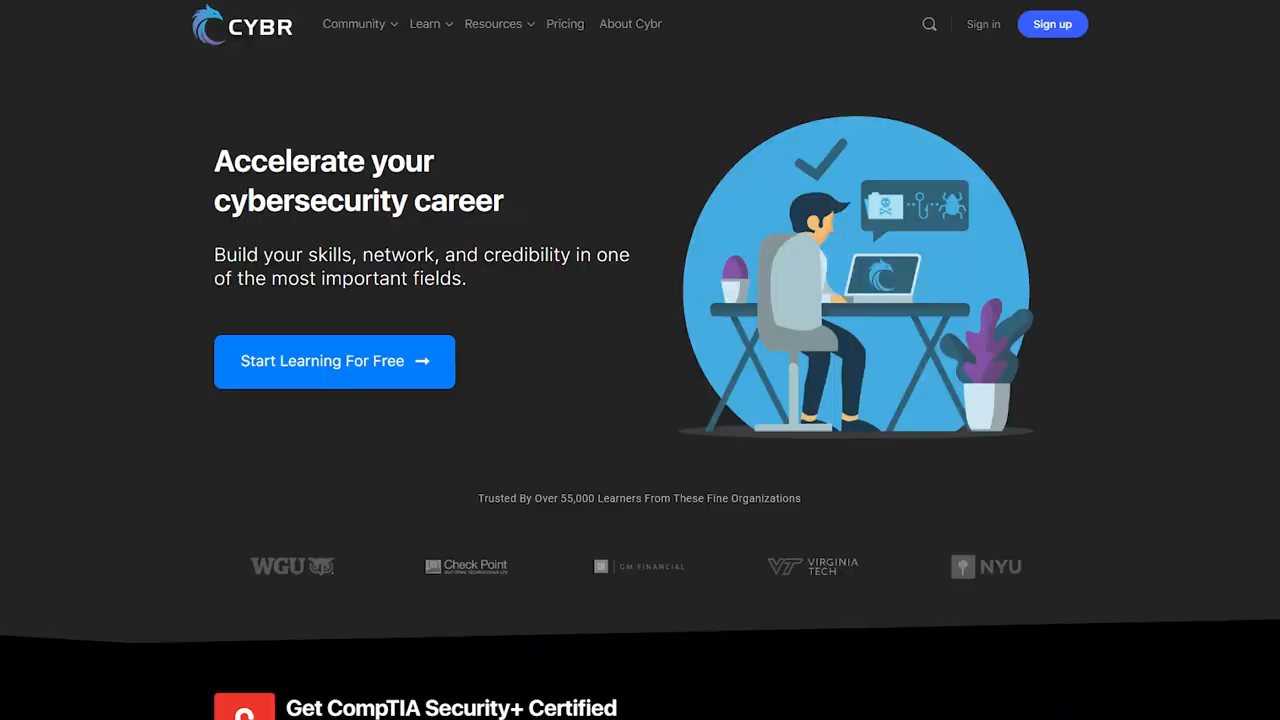 CYBR
Community
Learn
Resources
Pricing
About Cybr
Sign in
Sign up
Accelerate your
cybersecurity career
Build your skills, network, and credibility in one
of the most important fields.
Start Learning For Free →
Trusted By Over 55,000 Learners From These Fine Organizations
WGU
Check Point
GM FINANCIAL
VT VIRGINIA
TECH
NYU
Get CompTIA Security+ Certified